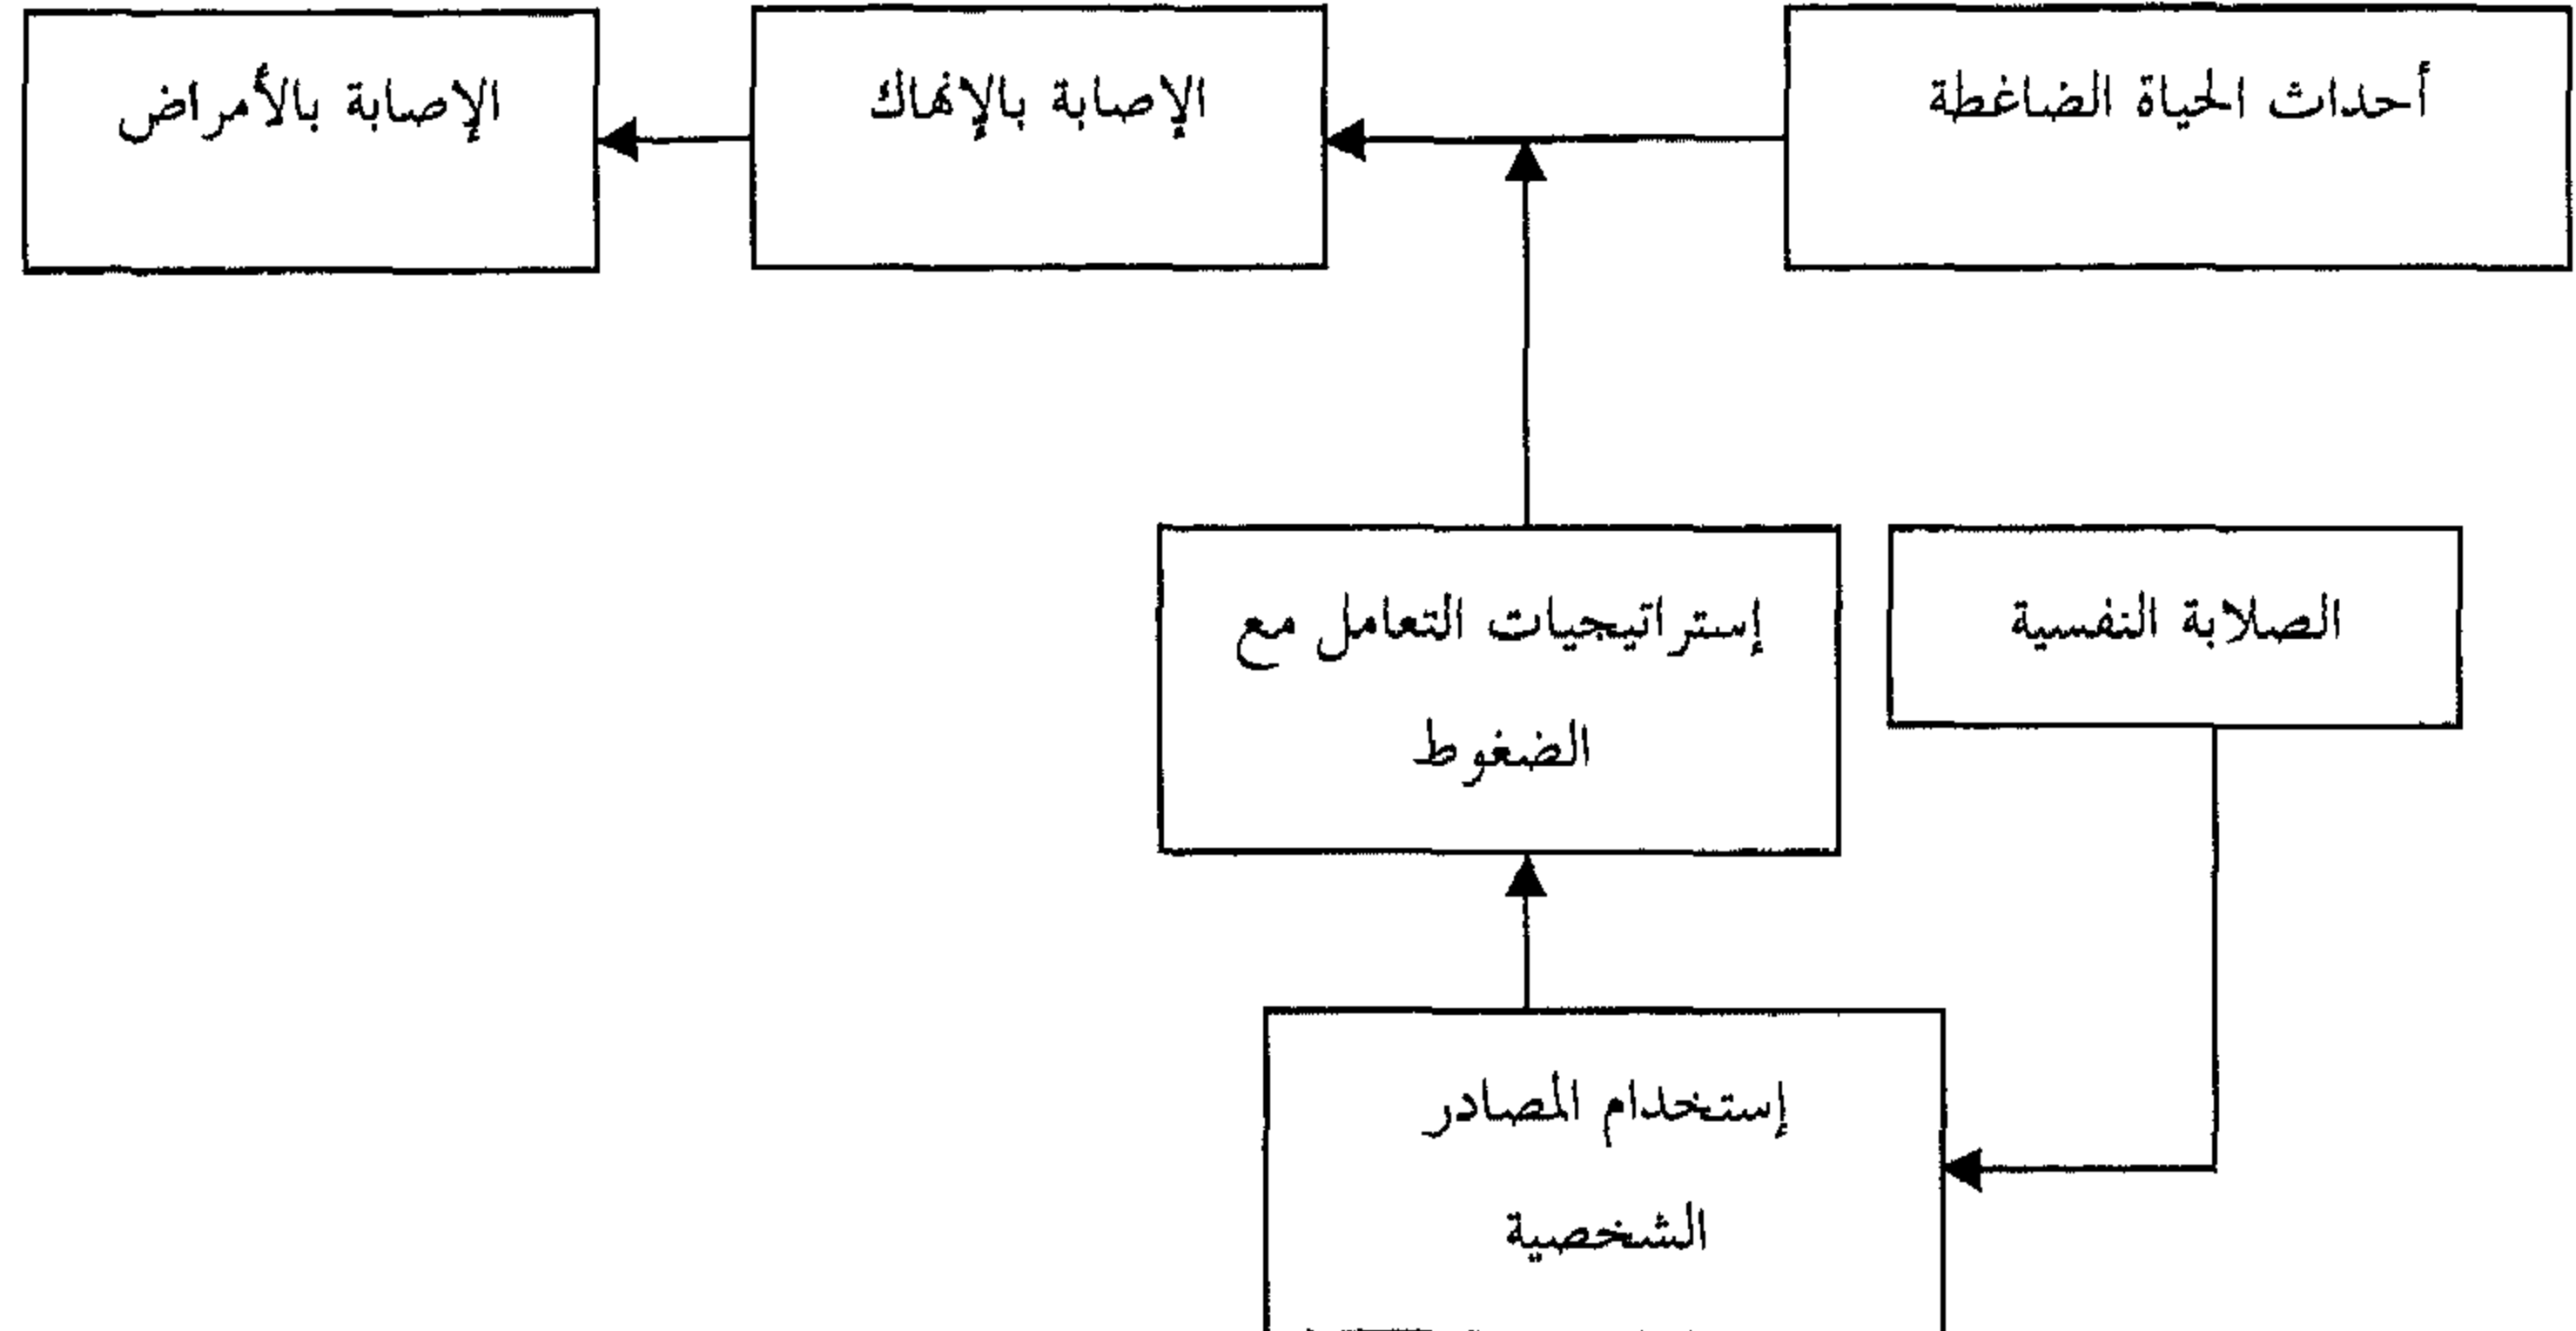 أحداث الحياة الضاغطة
الإصابة بالإنهاك
الإصابة بالأمراض
الصلابة النفسية
إستراتيجيات التعامل مع
الضغوط
إستخدام المصادر
الشخصية